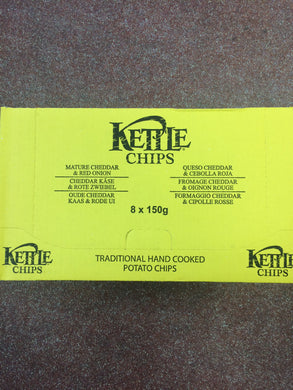 KETTLE
CHIPS
MATURE CHEDDAR
& RED ONION
CHEDDAR KÄSE
& ROTE ZWIEBEL
OUDE CHEDDAR
KAAS & RODE UI
QUESO CHEDDAR
& CEBOLLA ROJA
FROMAGE CHEDDAR
& OIGNON ROUGE
FORMAGGIO CHEDDAR
& CIPOLLE ROSSE
8 x 150g
KETTLE
CHIPS
TRADITIONAL HAND COOKED
POTATO CHIPS
KETTLE
CHIPS